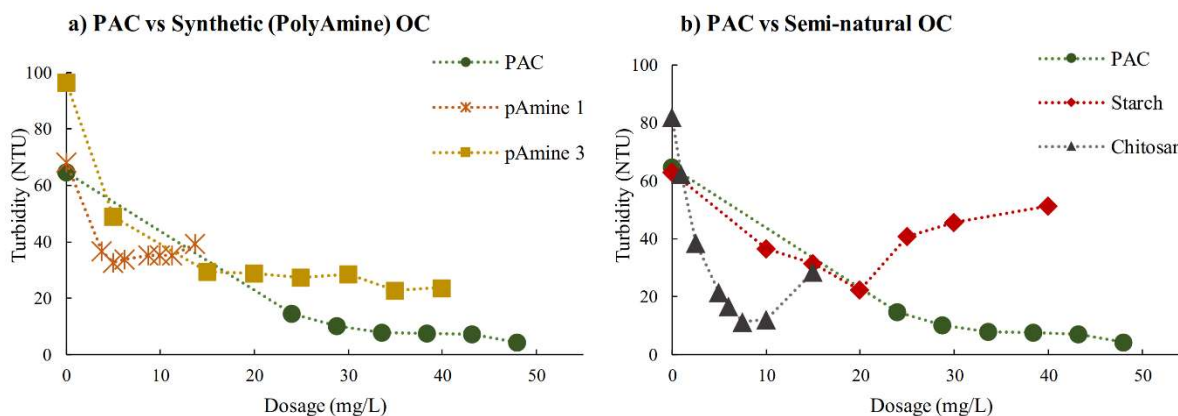 a) PAC vs Synthetic (PolyAmine) OC
100
80
60
40
20
0
Turbidity (NTU)
PAC
pAmine 1
pAmine 3
0 10 20 30 40 50
Dosage (mg/L)
b) PAC vs Semi-natural OC
100
80
60
40
20
0
Turbidity (NTU)
PAC
Starch
Chitosan
0 10 20 30 40 50
Dosage (mg/L)